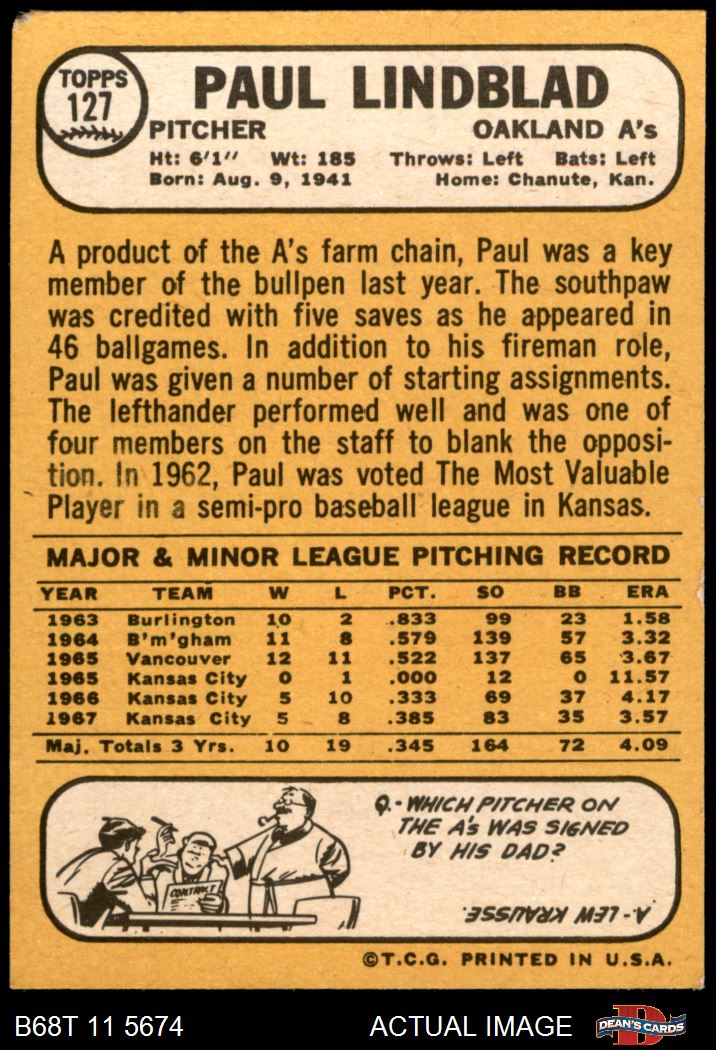 TOPPS
127
PAUL LINDBLAD
PITCHER OAKLAND A's
Ht: 6'1" Wt: 185 Throws: Left Bats: Left
Born: Aug. 9, 1941 Home: Chanute, Kan.
A product of the A's farm chain, Paul was a key
member of the bullpen last year. The southpaw
was credited with five saves as he appeared in
46 ballgames. In addition to his fireman role,
Paul was given a number of starting assignments.
The lefthander performed well and was one of
four members on the staff to blank the opposi-
tion. In 1962, Paul was voted The Most Valuable
Player in a semi-pro baseball league in Kansas.
MAJOR & MINOR LEAGUE PITCHING RECORD
YEAR TEAM W L PCT. SO BB ERA
1963 Burlington 10 2 .833 99 23 1.58
1964 B'm'gham 11 8 .579 139 57 3.32
1965 Vancouver 12 11 .522 137 65 3.67
1965 Kansas City 0 1 .000 12 0 11.57
1966 Kansas City 5 10 .333 69 37 4.17
1967 Kansas City 5 8 .385 83 35 3.57
Maj. Totals 3 Yrs. 10 19 .345 164 72 4.09
CONTRACT
Q.- WHICH PITCHER ON
THE A's WAS SIGNED
BY HIS DAD?
A.- LEW KRAUSSE.
©T.C.G. PRINTED IN U.S.A.
B68T 11 5674 ACTUAL IMAGE
D
DEAN'S CARDS